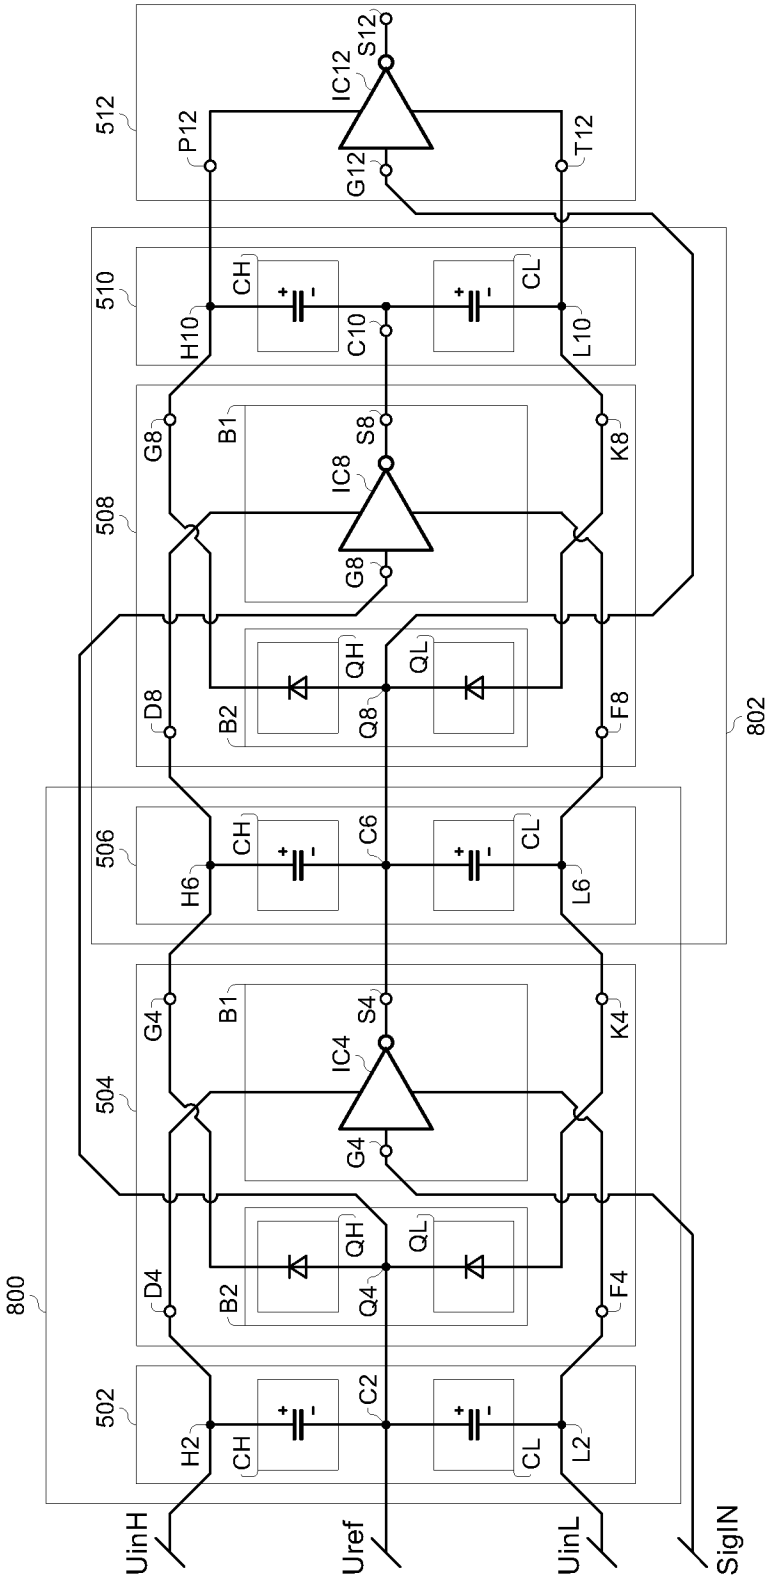 800
502
504
506
508
510
512
UinH
D4
G4
D8
G8
H2
H6
H10
P12
CH
B2
B1
CH
B2
B1
CH
QH
IC4
QH
IC8
IC12
Uref
C2
Q4
G4
S4
C6
Q8
G8
S8
C10
G12
S12
QL
QL
CL
CL
CL
UinL
L2
F4
K4
L6
F8
K8
L10
T12
SigIN
802